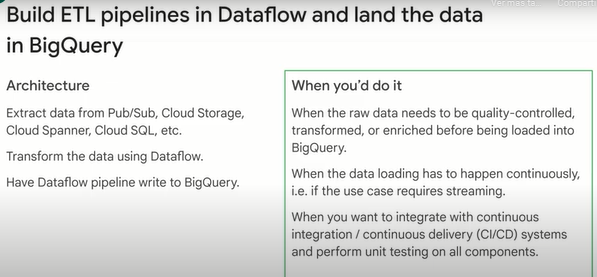 Build ETL pipelines in Dataflow and land the data
in BigQuery
Architecture
Extract data from Pub/Sub, Cloud Storage,
Cloud Spanner, Cloud SQL, etc.
Transform the data using Dataflow.
Have Dataflow pipeline write to BigQuery.
When you'd do it
When the raw data needs to be quality-controlled,
transformed, or enriched before being loaded into
BigQuery.
When the data loading has to happen continuously,
i.e. if the use case requires streaming.
When you want to integrate with continuous
integration / continuous delivery (CI/CD) systems
and perform unit testing on all components.